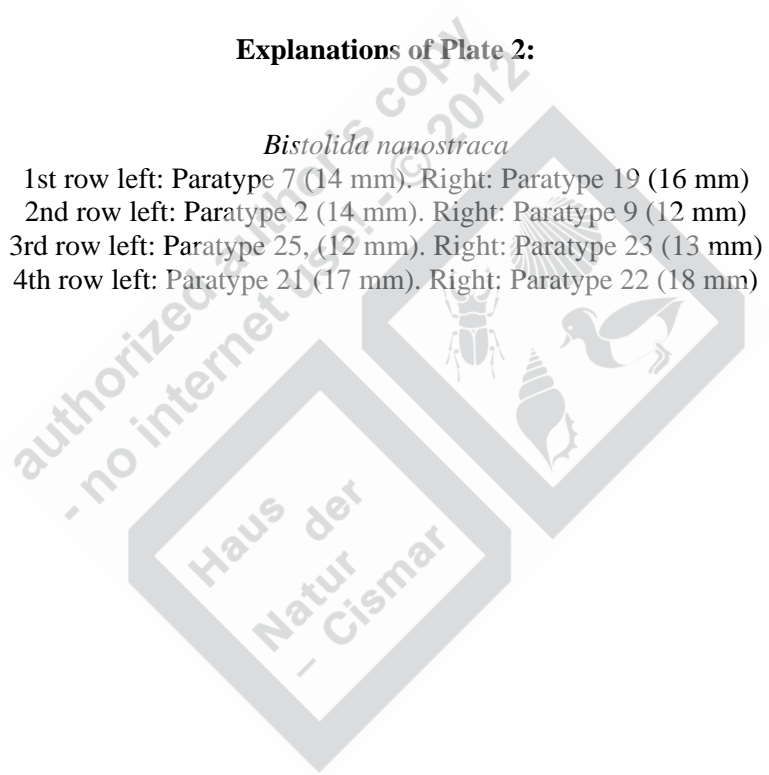 Explanations of Plate 2:
Bistolida nanostraca
1st row left: Paratype 7 (14 mm). Right: Paratype 19 (16 mm)
2nd row left: Paratype 2 (14 mm). Right: Paratype 9 (12 mm)
3rd row left: Paratype 25, (12 mm). Right: Paratype 23 (13 mm)
4th row left: Paratype 21 (17 mm). Right: Paratype 22 (18 mm)
authorized author's copy
- no internet use! - © 2012
Haus der
Natur
– Cismar